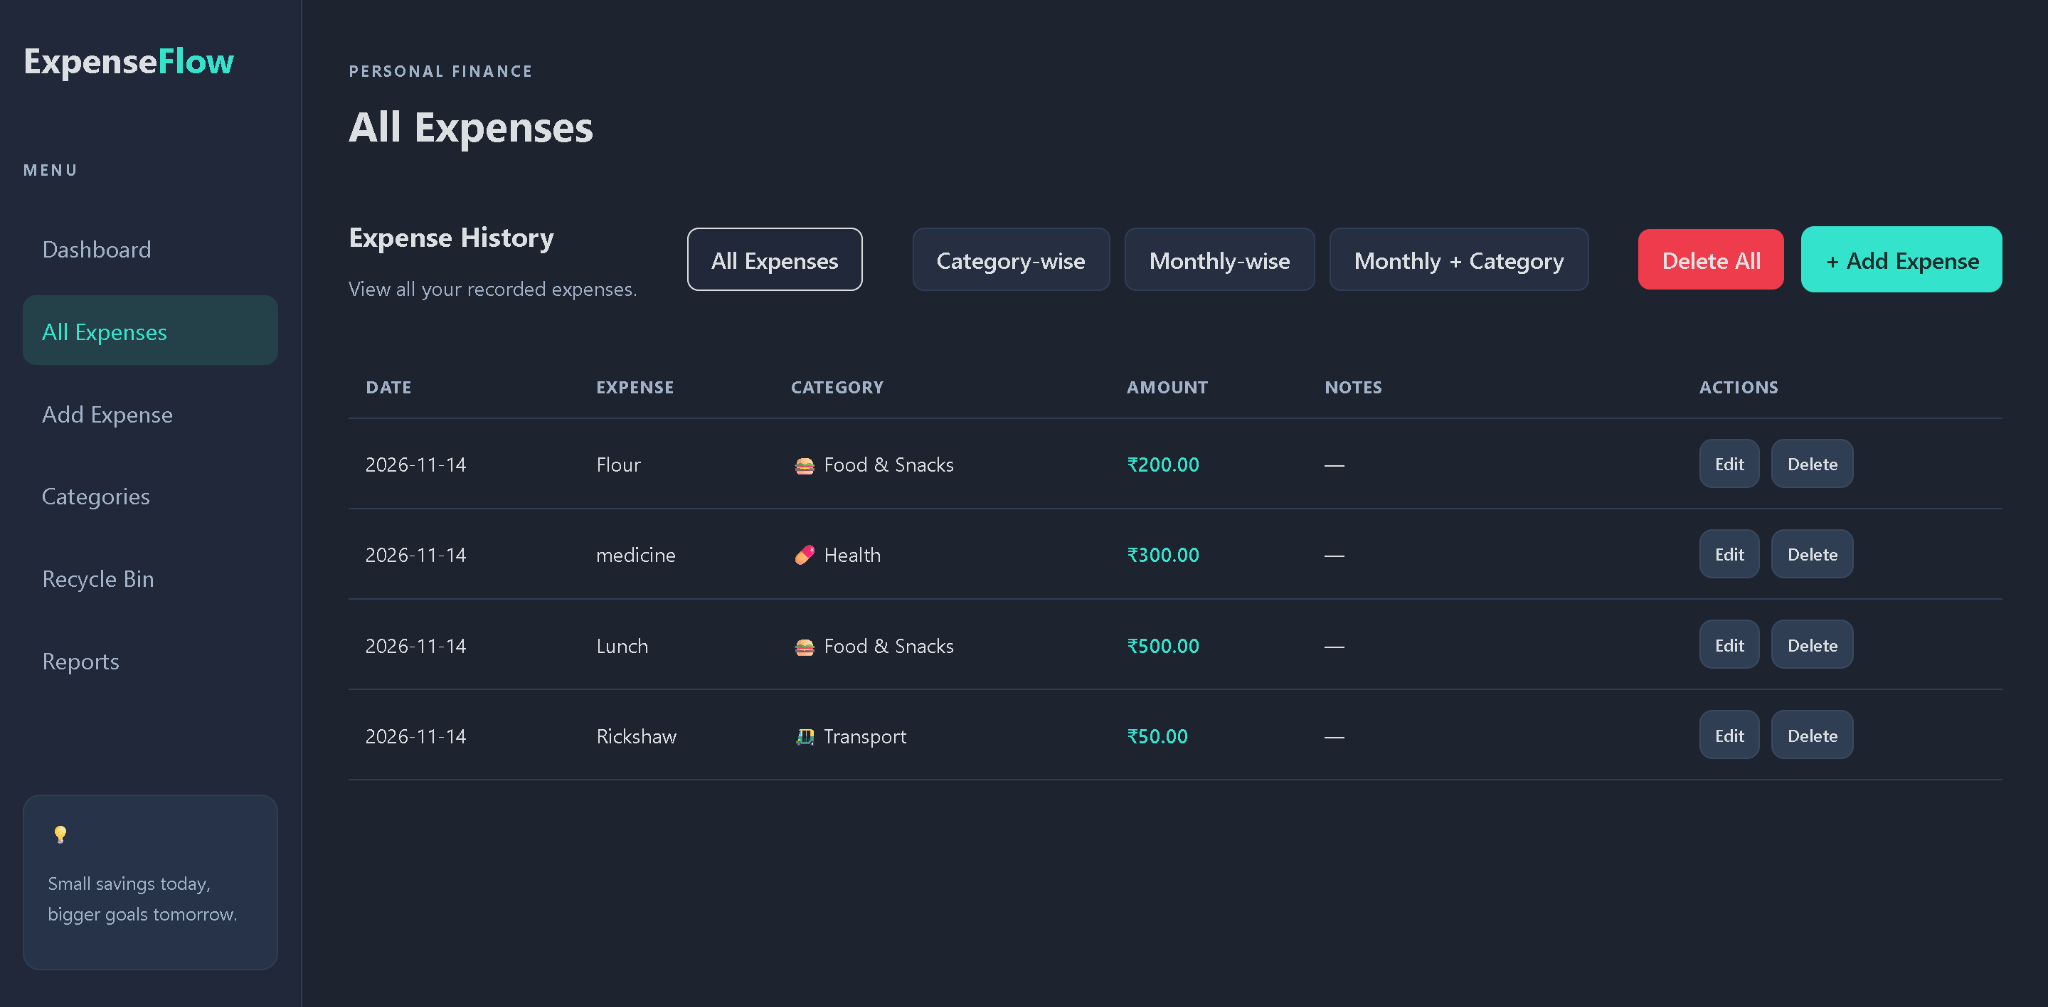 ExpenseFlow
MENU
Dashboard
All Expenses
Add Expense
Categories
Recycle Bin
Reports
Small savings today,
bigger goals tomorrow.
PERSONAL FINANCE
All Expenses
Expense History
View all your recorded expenses.
All Expenses Category-wise Monthly-wise Monthly + Category Delete All + Add Expense
DATE EXPENSE CATEGORY AMOUNT NOTES ACTIONS
2026-11-14 Flour Food & Snacks ₹200.00 — Edit Delete
2026-11-14 medicine Health ₹300.00 — Edit Delete
2026-11-14 Lunch Food & Snacks ₹500.00 — Edit Delete
2026-11-14 Rickshaw Transport ₹50.00 — Edit Delete